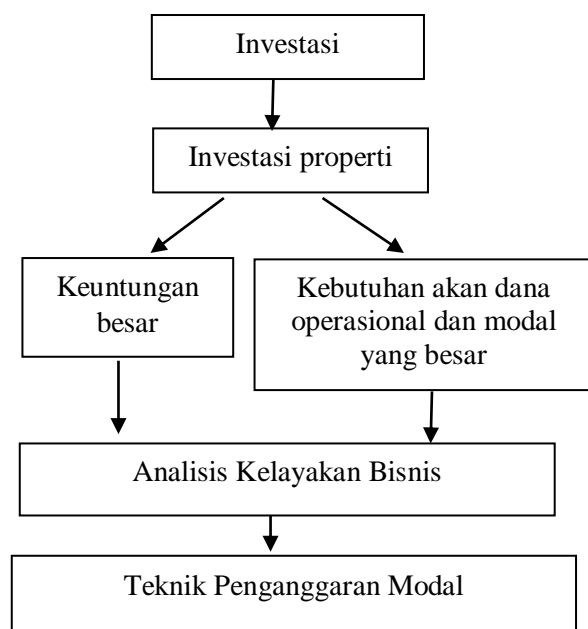 Investasi
Investasi properti
Keuntungan
besar
Kebutuhan akan dana
operasional dan modal
yang besar
Analisis Kelayakan Bisnis
Teknik Penganggaran Modal